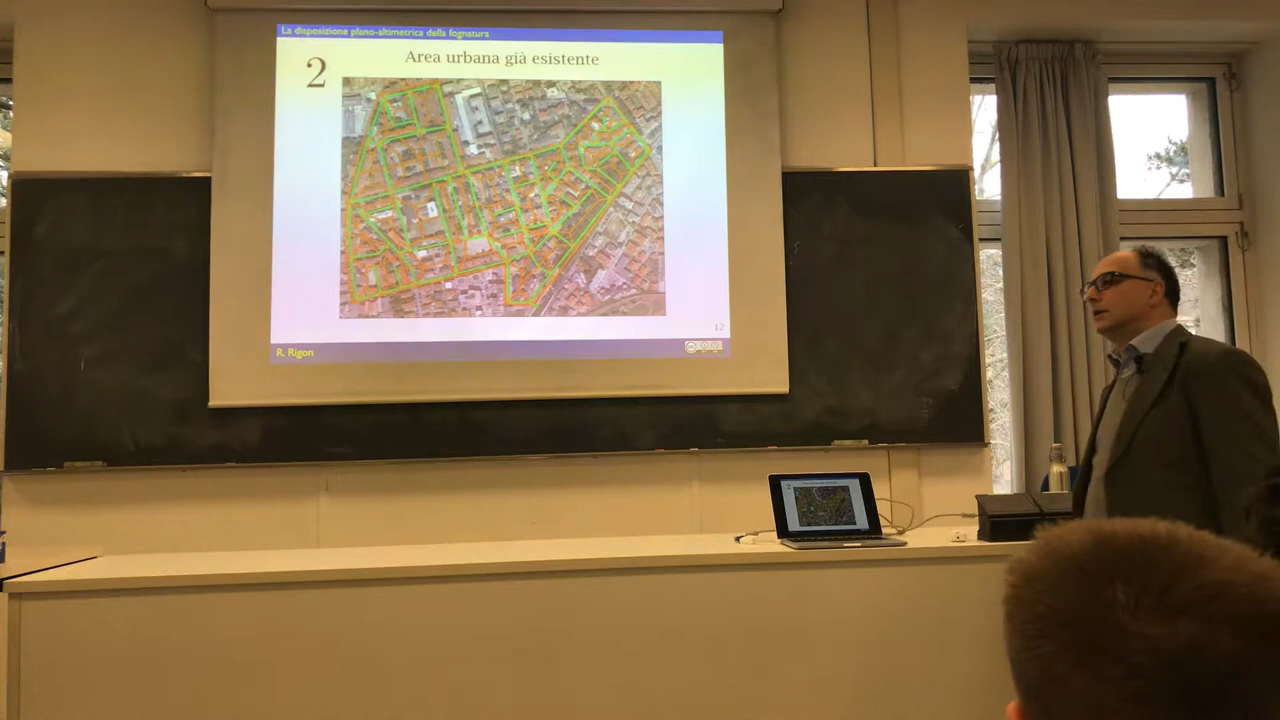 La disposizione plano-altimetrica della fognatura
2
Area urbana già esistente
12
R. Rigon